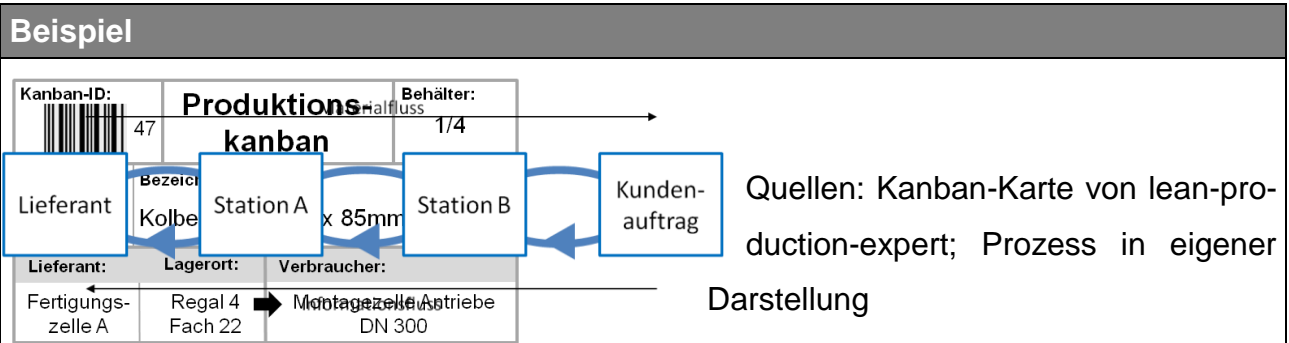 Beispiel
Kanban-ID:
47
Produktions-
kanban
Behälter:
1/4
Materialfluss
Lieferant
Station A
Station B
Kunden-
auftrag
x 85mm
Lieferant:
Lagerort:
Verbraucher:
Fertigungs-
zelle A
Regal 4
Fach 22
Montagezelle Antriebe
DN 300
Informationsfluss
Quellen: Kanban-Karte von lean-pro-
duction-expert; Prozess in eigener
Darstellung